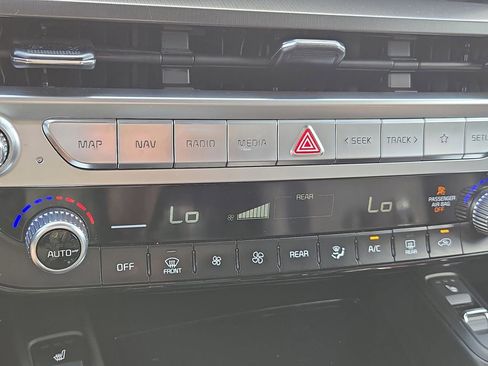 MAP NAV RADIO MEDIA < SEEK TRACK > ☆ SETU
REAR
Lo Lo
PASSENGER
AIR BAG
OFF
AUTO
OFF FRONT REAR A/C REAR